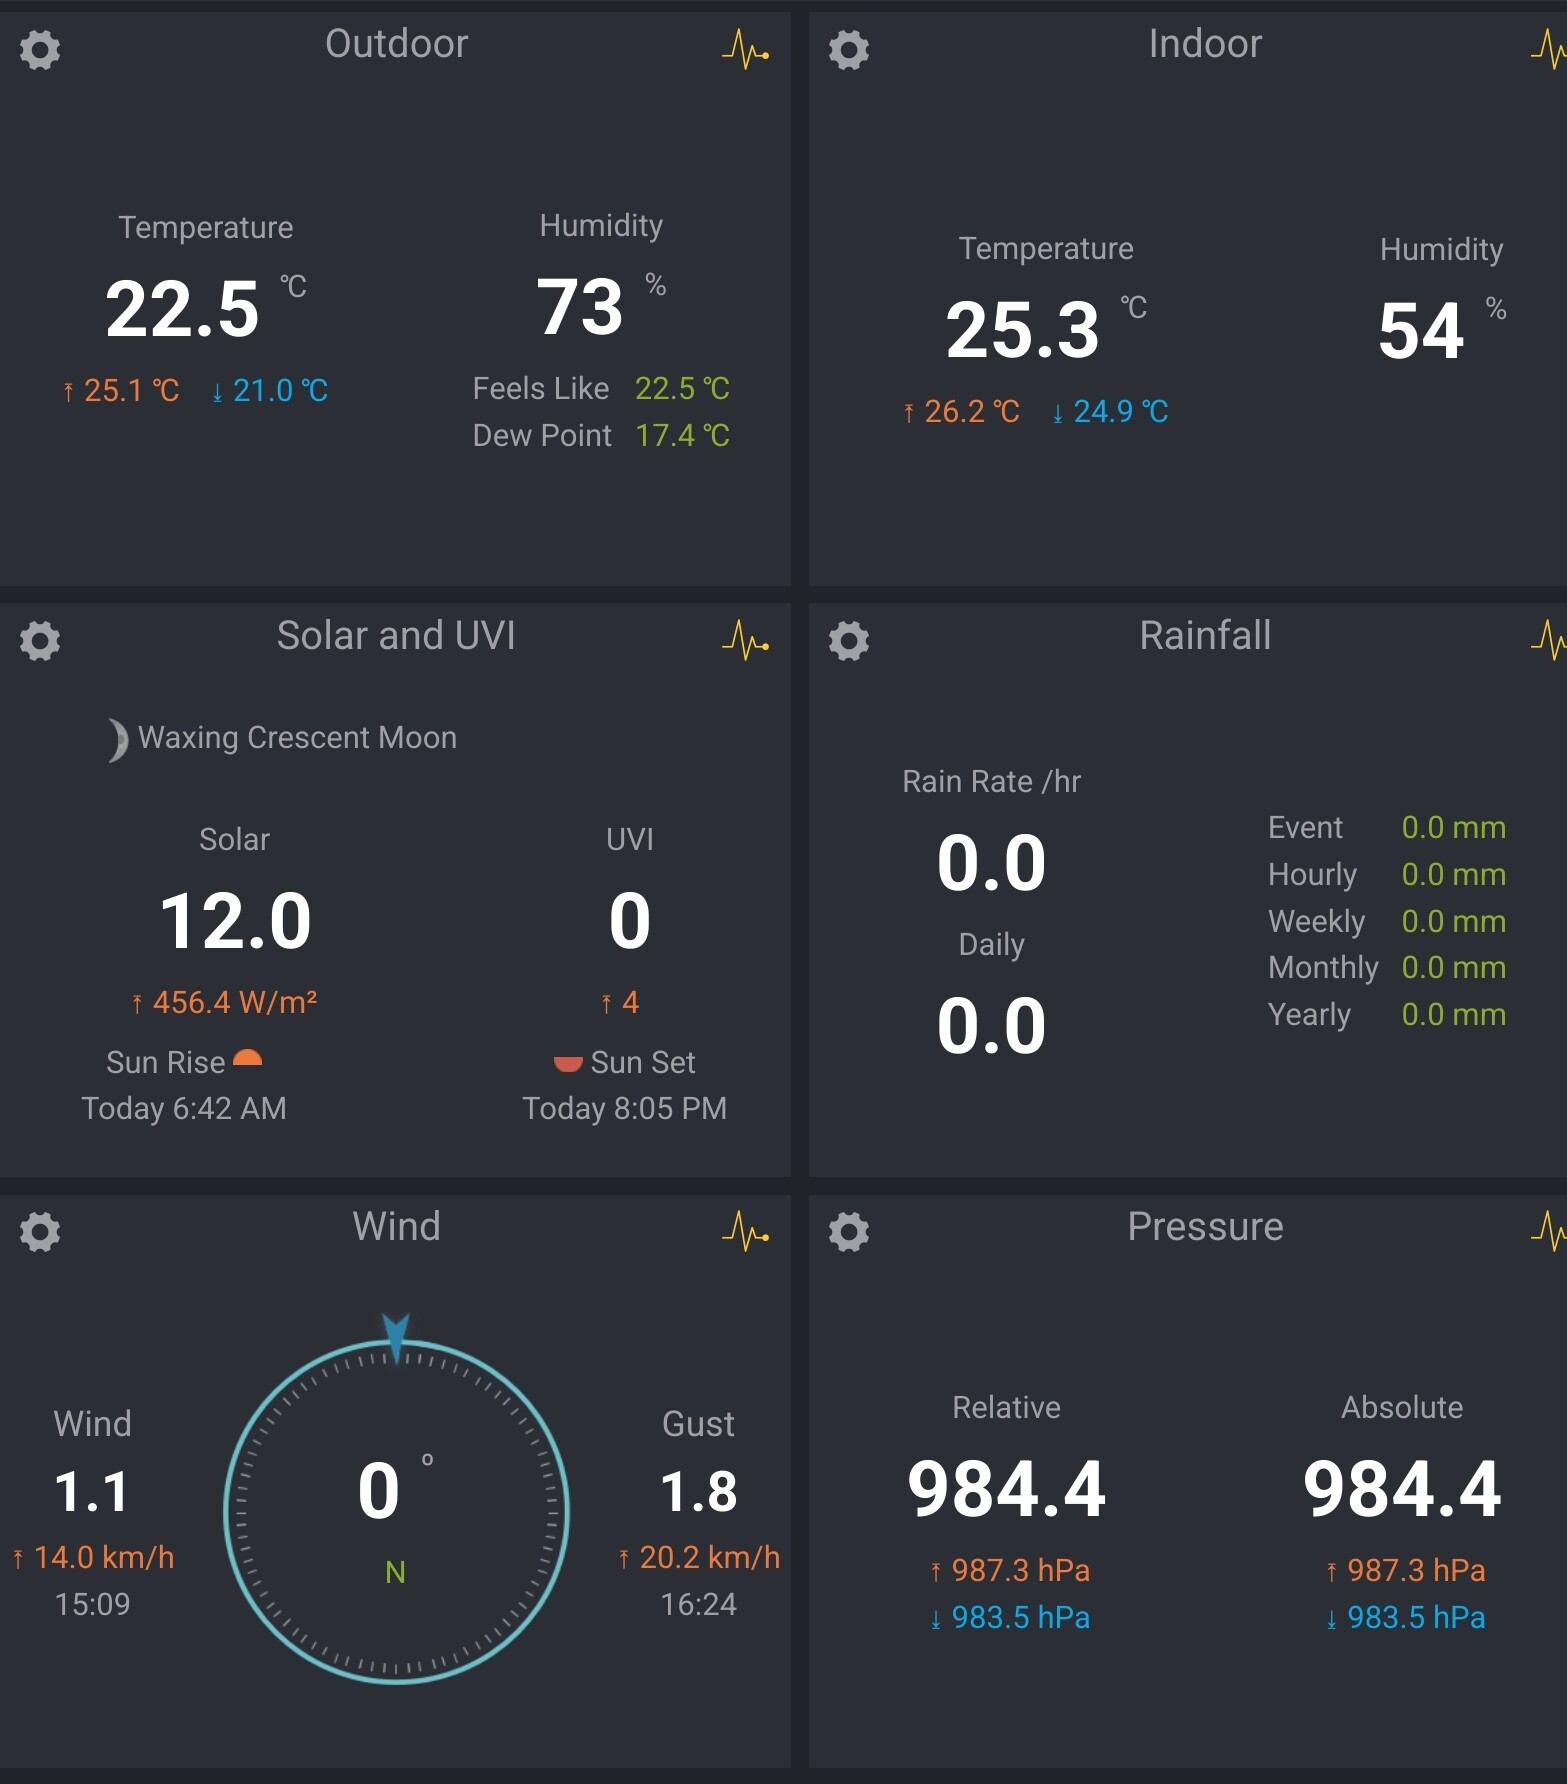 Outdoor
Temperature
22.5 ℃
↑ 25.1 ℃ ↓ 21.0 ℃
Humidity
73 %
Feels Like 22.5 ℃
Dew Point 17.4 ℃
Indoor
Temperature
25.3 ℃
↑ 26.2 ℃ ↓ 24.9 ℃
Humidity
54 %
Solar and UVI
Waxing Crescent Moon
Solar
12.0
↑ 456.4 W/m²
UVI
0
↑ 4
Sun Rise
Today 6:42 AM
Sun Set
Today 8:05 PM
Rainfall
Rain Rate /hr
0.0
Daily
0.0
Event 0.0 mm
Hourly 0.0 mm
Weekly 0.0 mm
Monthly 0.0 mm
Yearly 0.0 mm
Wind
Wind
1.1
↑ 14.0 km/h
15:09
0 °
N
Gust
1.8
↑ 20.2 km/h
16:24
Pressure
Relative
984.4
↑ 987.3 hPa
↓ 983.5 hPa
Absolute
984.4
↑ 987.3 hPa
↓ 983.5 hPa